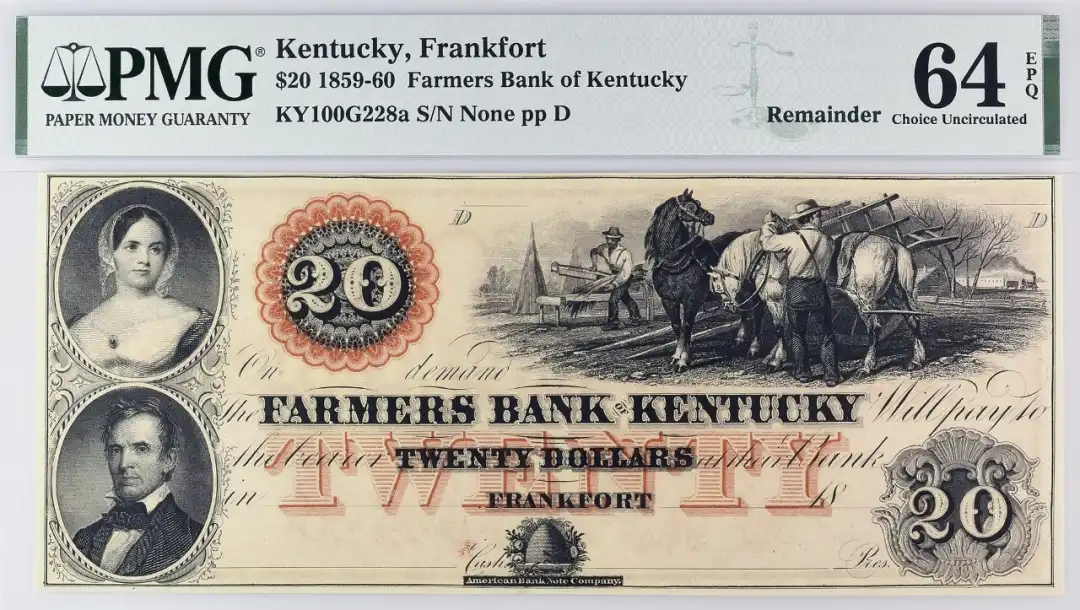 PMG®
PAPER MONEY GUARANTY
Kentucky, Frankfort
$20 1859-60 Farmers Bank of Kentucky
KY100G228a S/N None pp D
Remainder
64 EPQ
Choice Uncirculated
D
D
20
On demand
the FARMERS BANK OF KENTUCKY Will pay to
TWENTY
the bearer TWENTY DOLLARS at their Bank
in FRANKFORT 18
20
Cash.
Pres.
American Bank Note Company.